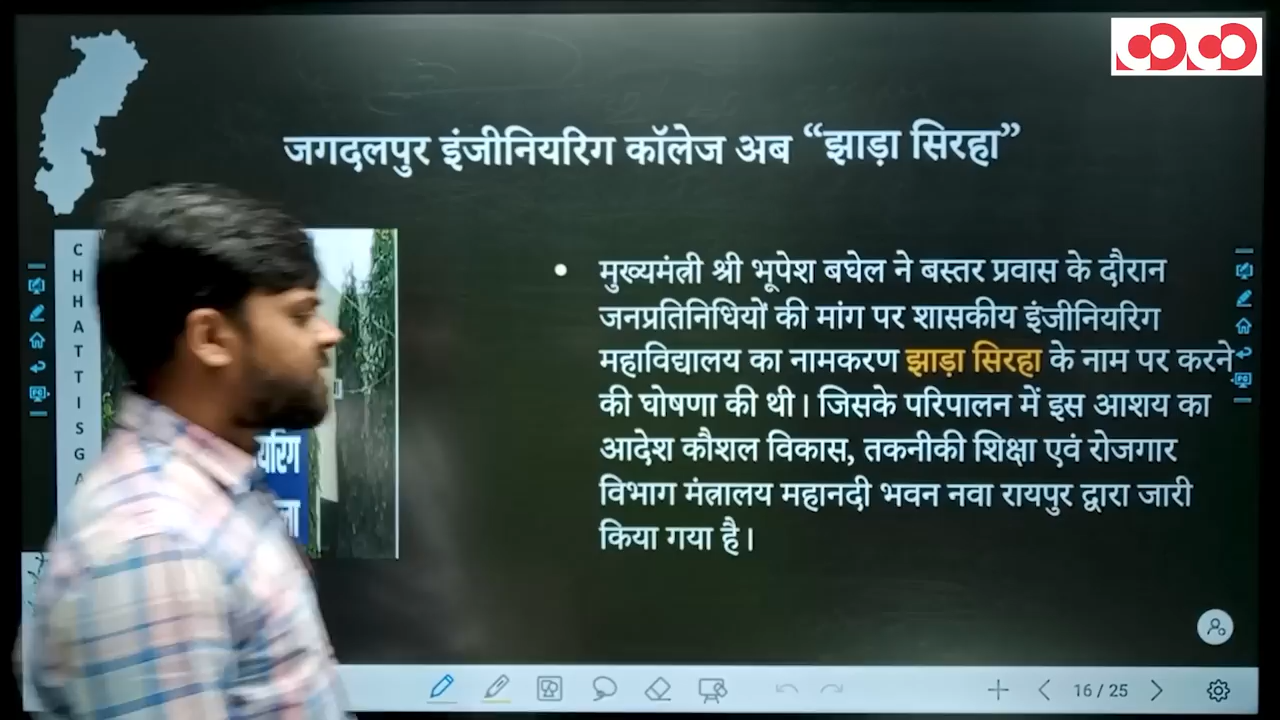 जगदलपुर इंजीनियरिग कॉलेज अब “झाड़ा सिरहा”
CHHATTISGA
यरिग
• मुख्यमंत्री श्री भूपेश बघेल ने बस्तर प्रवास के दौरान
जनप्रतिनिधियों की मांग पर शासकीय इंजीनियरिग
महाविद्यालय का नामकरण झाड़ा सिरहा के नाम पर करने
की घोषणा की थी। जिसके परिपालन में इस आशय का
आदेश कौशल विकास, तकनीकी शिक्षा एवं रोजगार
विभाग मंत्रालय महानदी भवन नवा रायपुर द्वारा जारी
किया गया है।
16 / 25